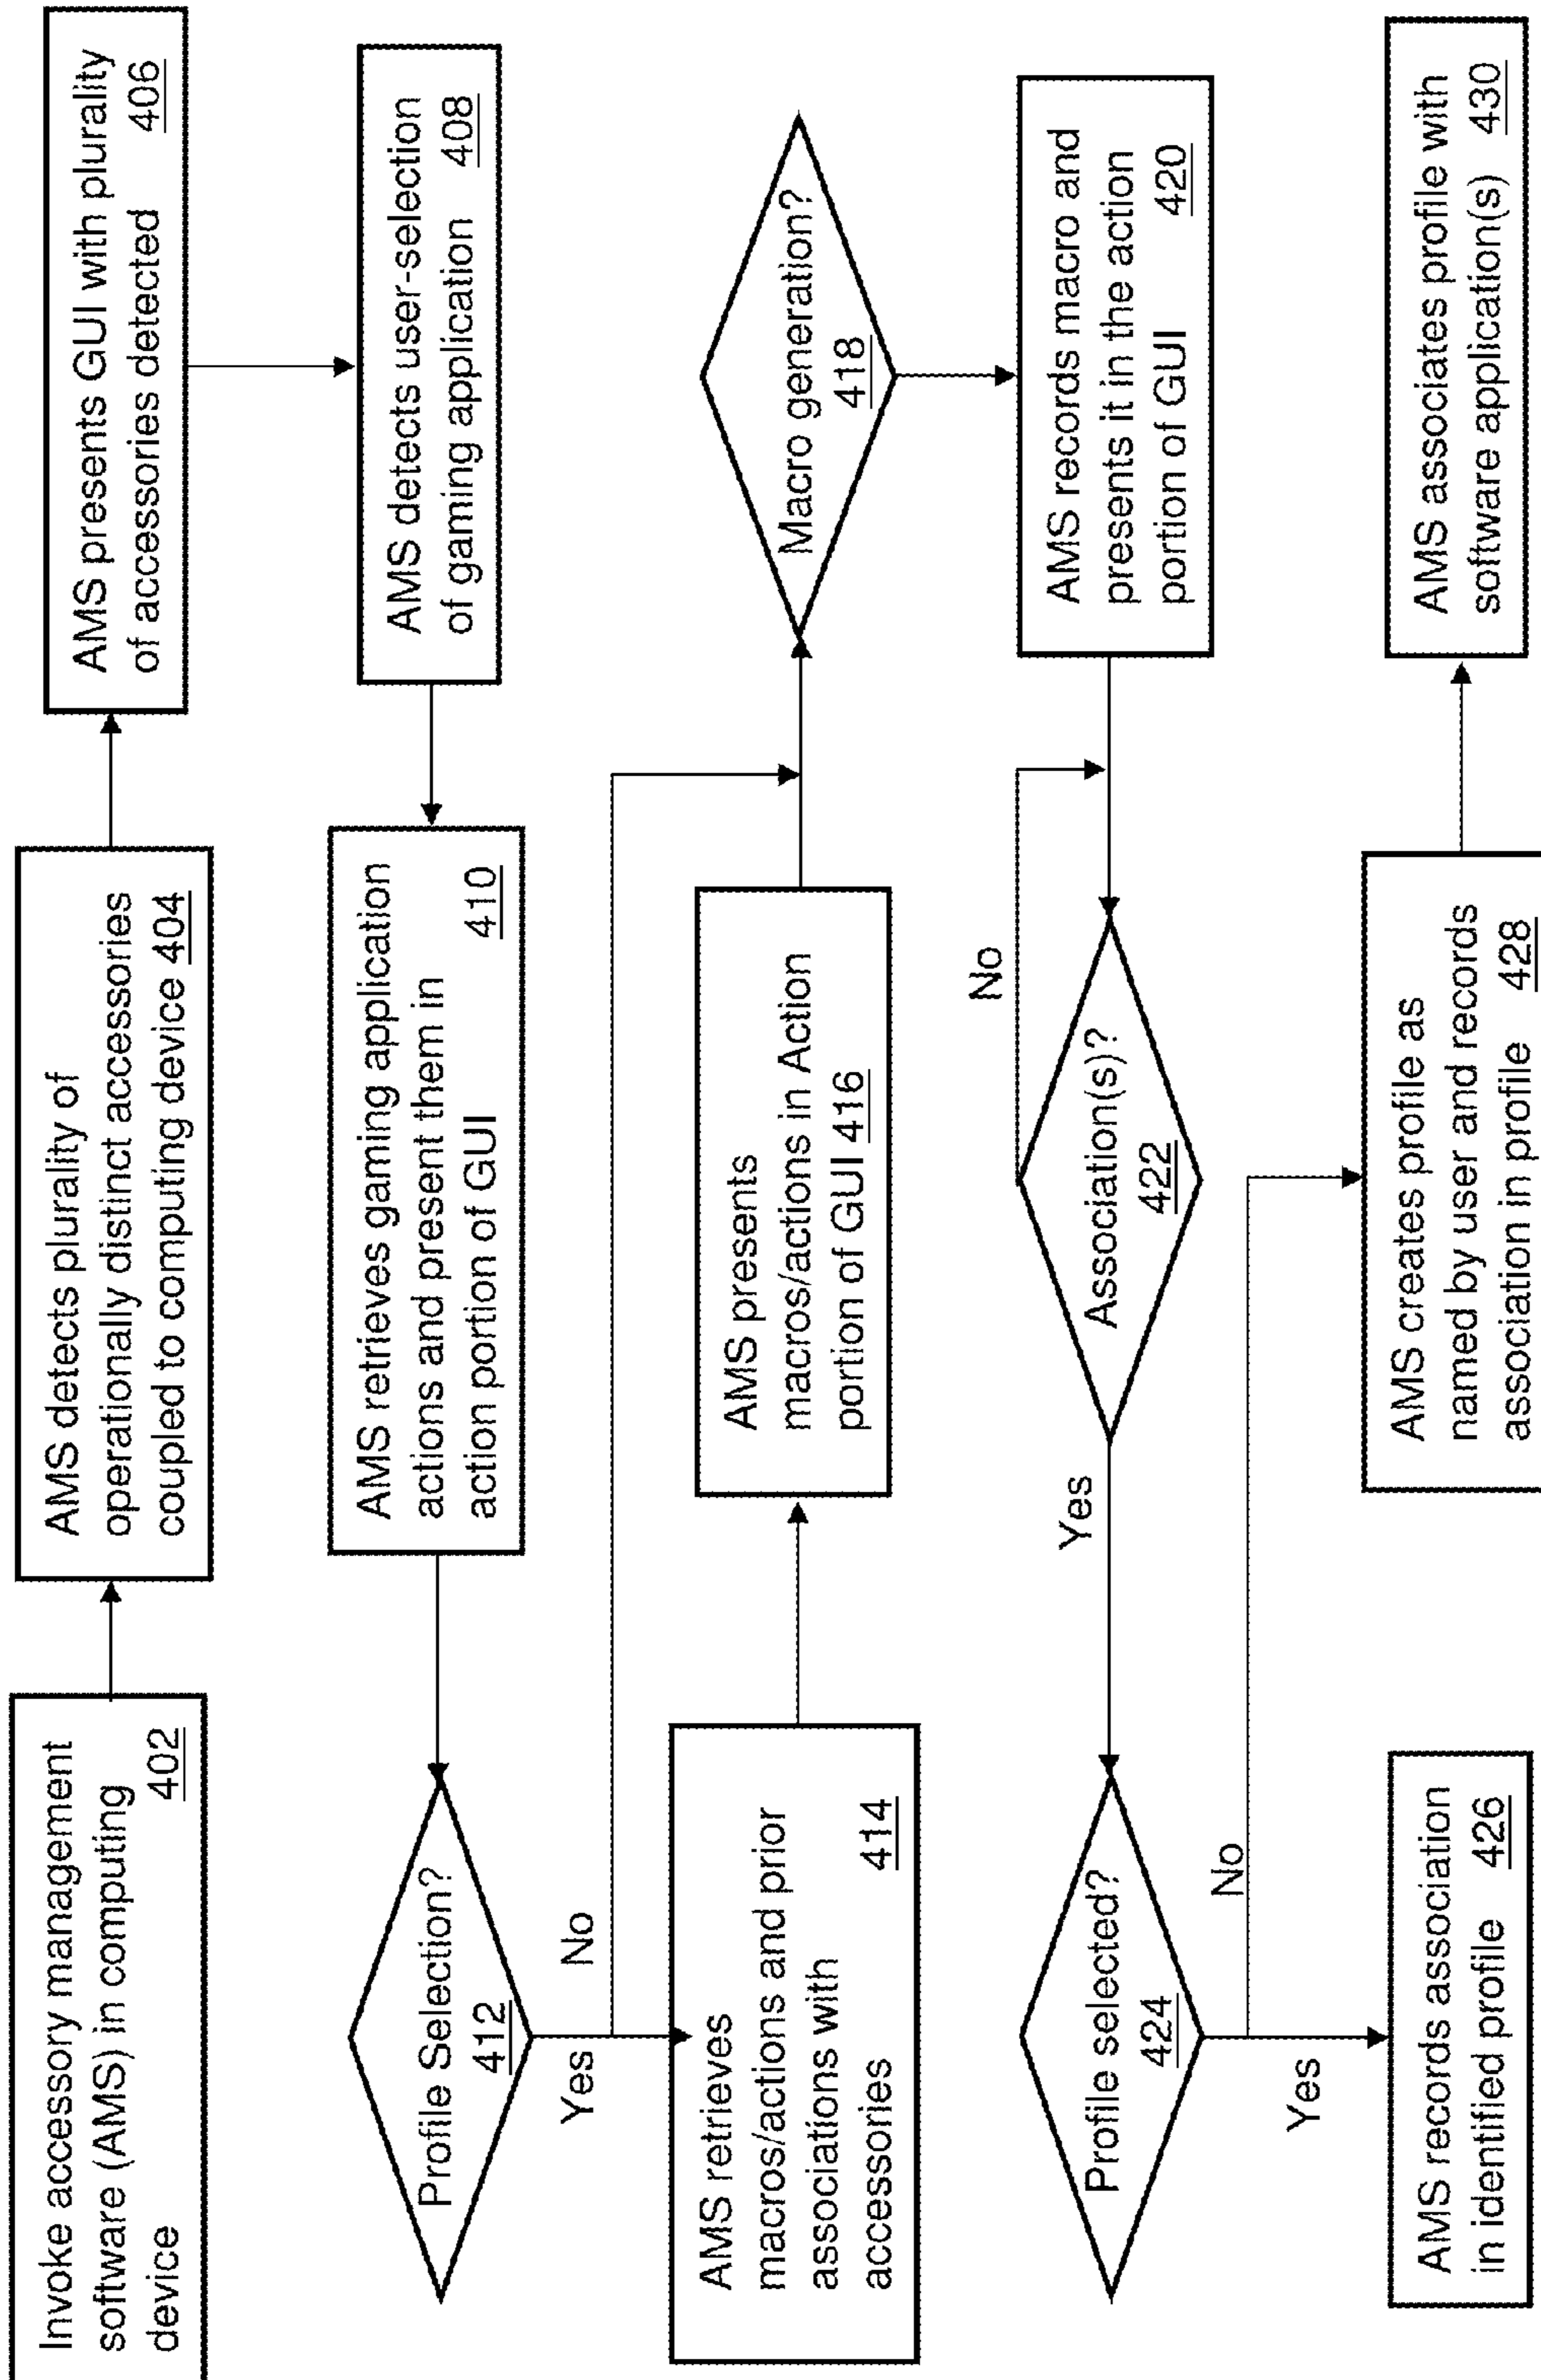 Invoke accessory management
software (AMS) in computing
device 402
AMS detects plurality of
operationally distinct accessories
coupled to computing device 404
AMS presents GUI with plurality
of accessories detected 406
AMS detects user-selection
of gaming application 408
AMS retrieves gaming application
actions and present them in
action portion of GUI 410
Profile Selection?
412
Yes
No
AMS retrieves
macros/actions and prior
associations with
accessories 414
AMS presents
macros/actions in Action
portion of GUI 416
Macro generation?
418
AMS records macro and
presents it in the action
portion of GUI 420
Association(s)?
422
No
Yes
Profile selected?
424
Yes
No
AMS records association
in identified profile 426
AMS creates profile as
named by user and records
association in profile 428
AMS associates profile with
software application(s) 430